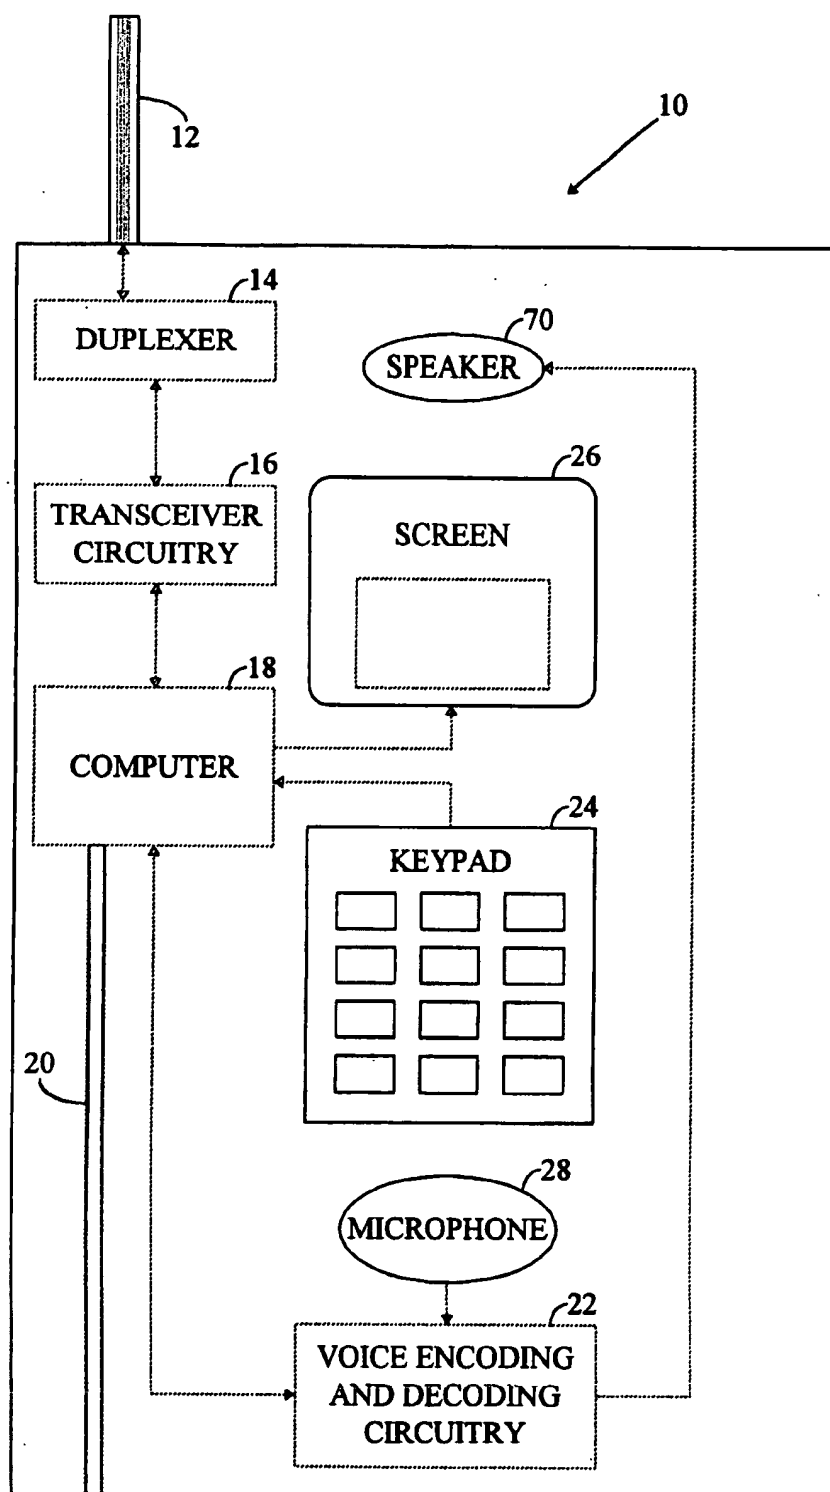 12
10
14
DUPLEXER
70
SPEAKER
16
TRANSCEIVER
CIRCUITRY
26
SCREEN
18
COMPUTER
24
KEYPAD
20
28
MICROPHONE
22
VOICE ENCODING
AND DECODING
CIRCUITRY